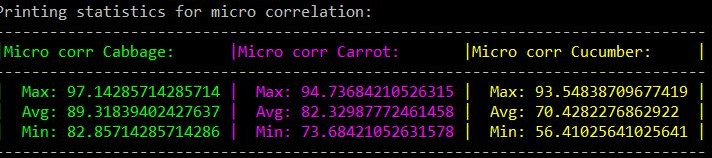 Printing statistics for micro correlation:
-----------------------------------------------------------------------------
|Micro corr Cabbage: |Micro corr Carrot: |Micro corr Cucumber: |
-----------------------------------------------------------------------------
| Max: 97.14285714285714 | Max: 94.73684210526315 | Max: 93.54838709677419 |
| Avg: 89.31839402427637 | Avg: 82.32987772461458 | Avg: 70.4282276862922 |
| Min: 82.85714285714286 | Min: 73.68421052631578 | Min: 56.41025641025641 |
-----------------------------------------------------------------------------